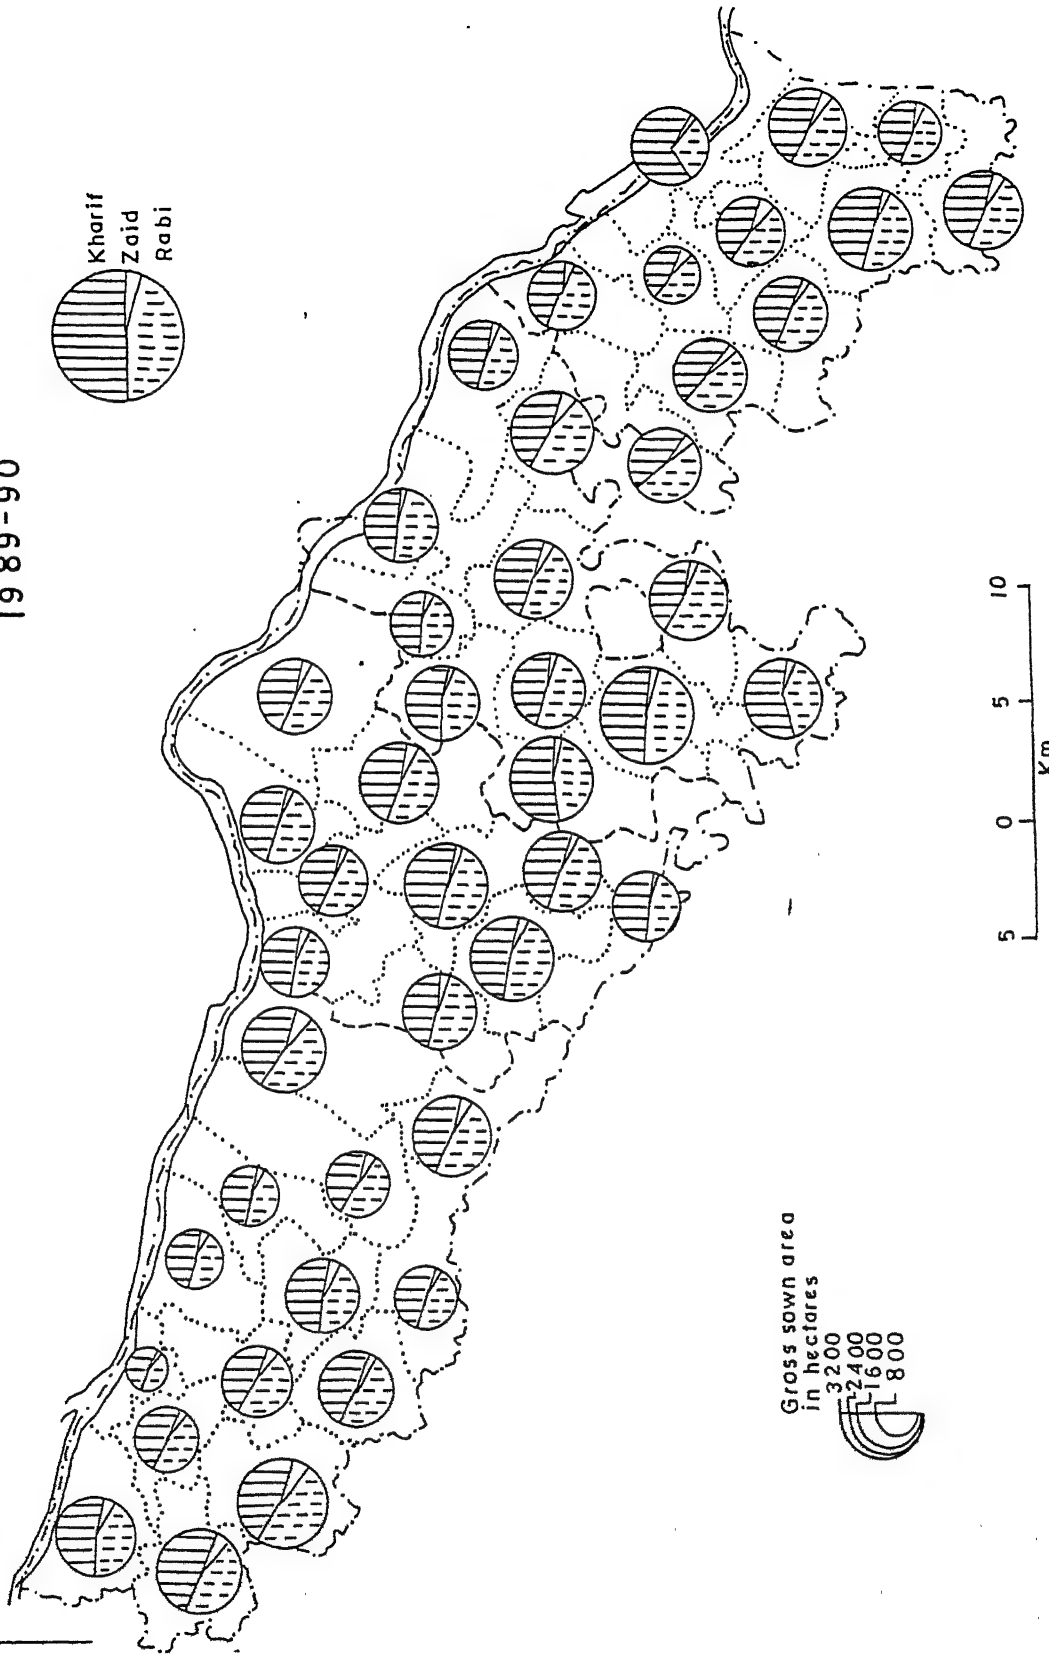 1989-90
Kharif
Zaid
Rabi
Gross sown area
in hectares
3200
2400
1600
800
5 0 5 10
Km